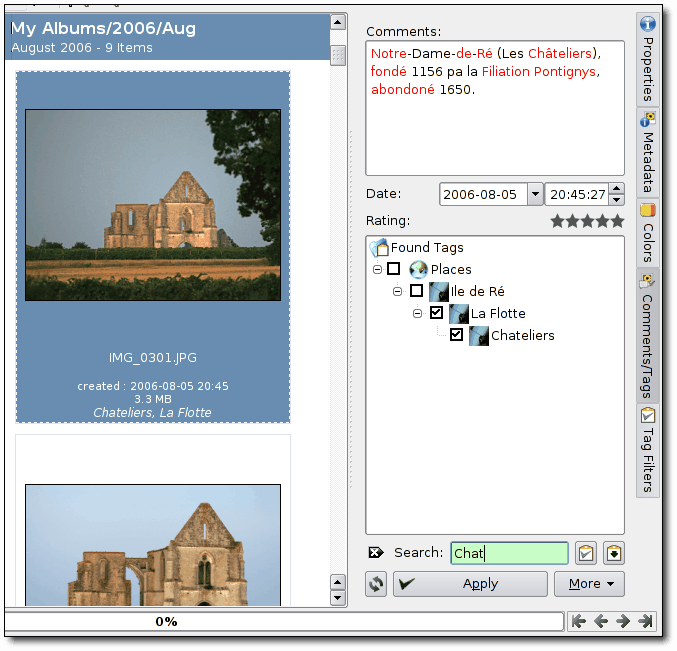 My Albums/2006/Aug
August 2006 - 9 Items
IMG_0301.JPG
created : 2006-08-05 20:45
3.3 MB
Chateliers, La Flotte
Comments:
Notre-Dame-de-Ré (Les Châteliers),
fondé 1156 pa la Filiation Pontignys,
abandoné 1650.
Date:
2006-08-05
20:45:27
Rating:
Found Tags
Places
Ile de Ré
La Flotte
Chateliers
Search:
Chat
Apply
More
Properties
Metadata
Colors
Comments/Tags
Tag Filters
0%